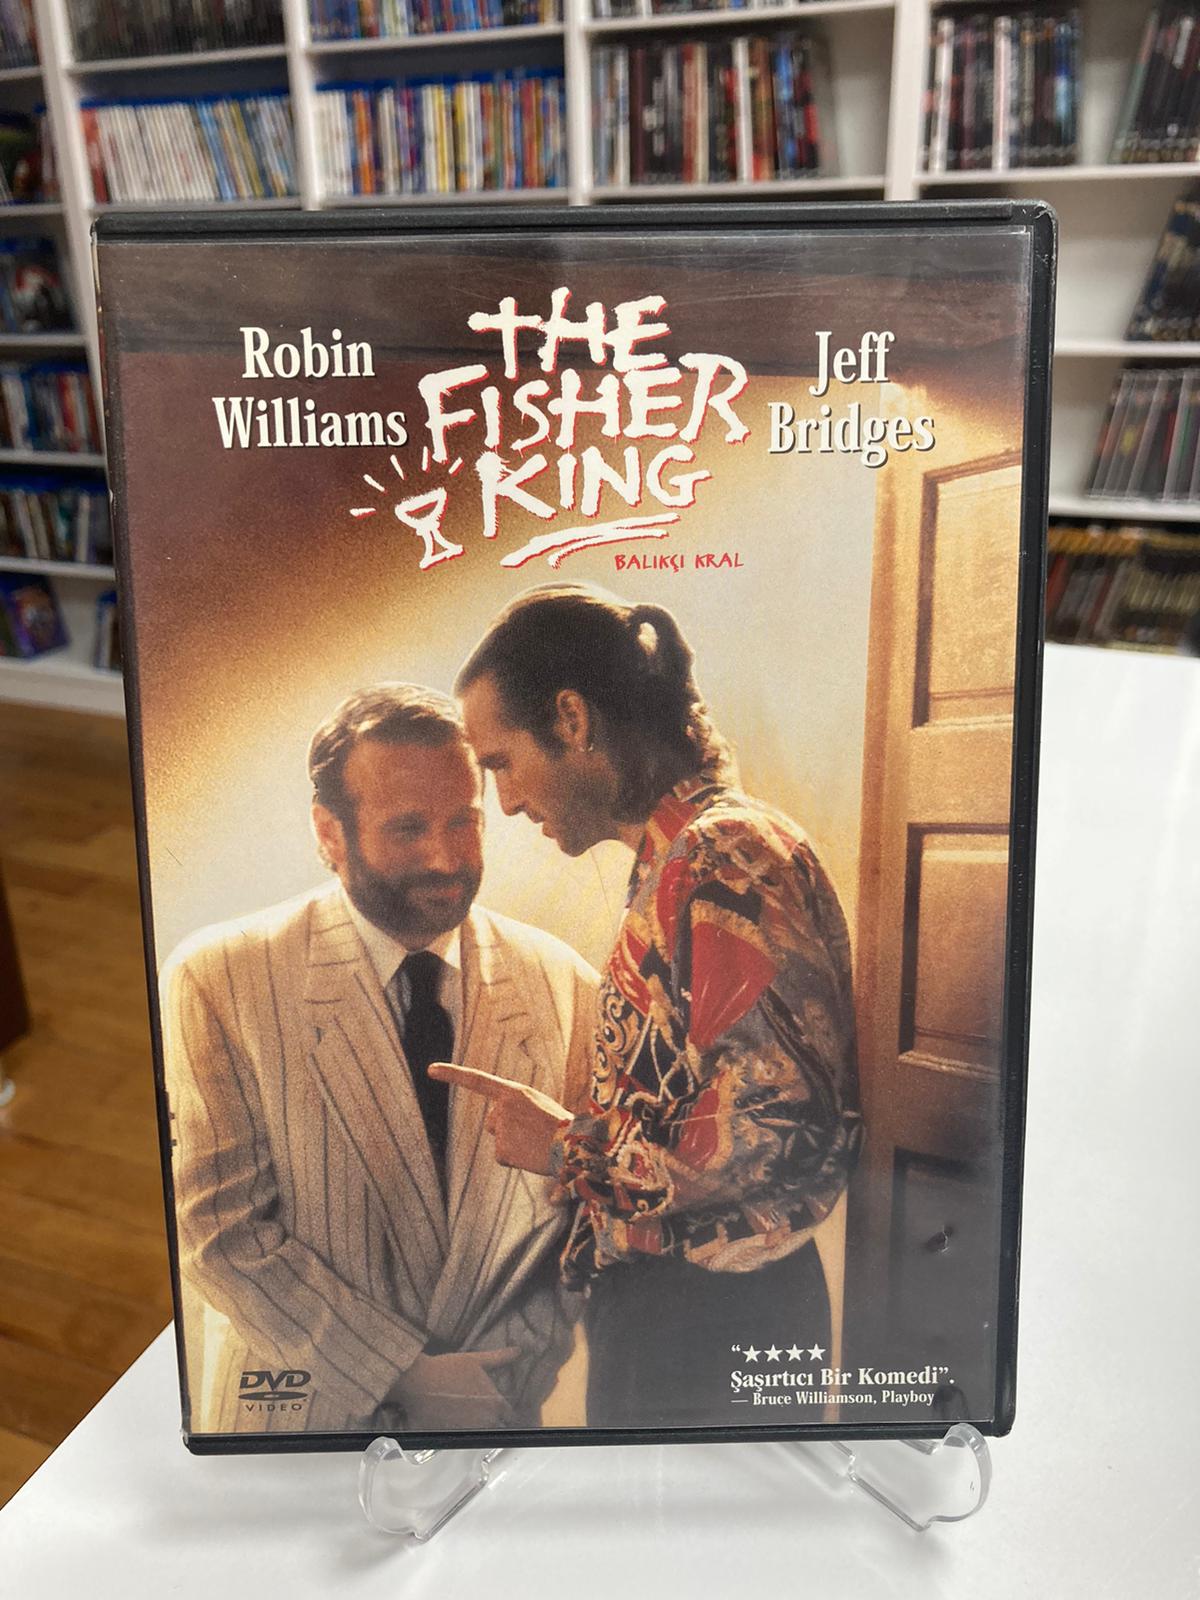 Robin
Williams
THE
FISHER
KING
BALIKÇI KRAL
Jeff
Bridges
DVD
VIDEO
“★★★★
Şaşırtıcı Bir Komedi”.
— Bruce Williamson, Playboy